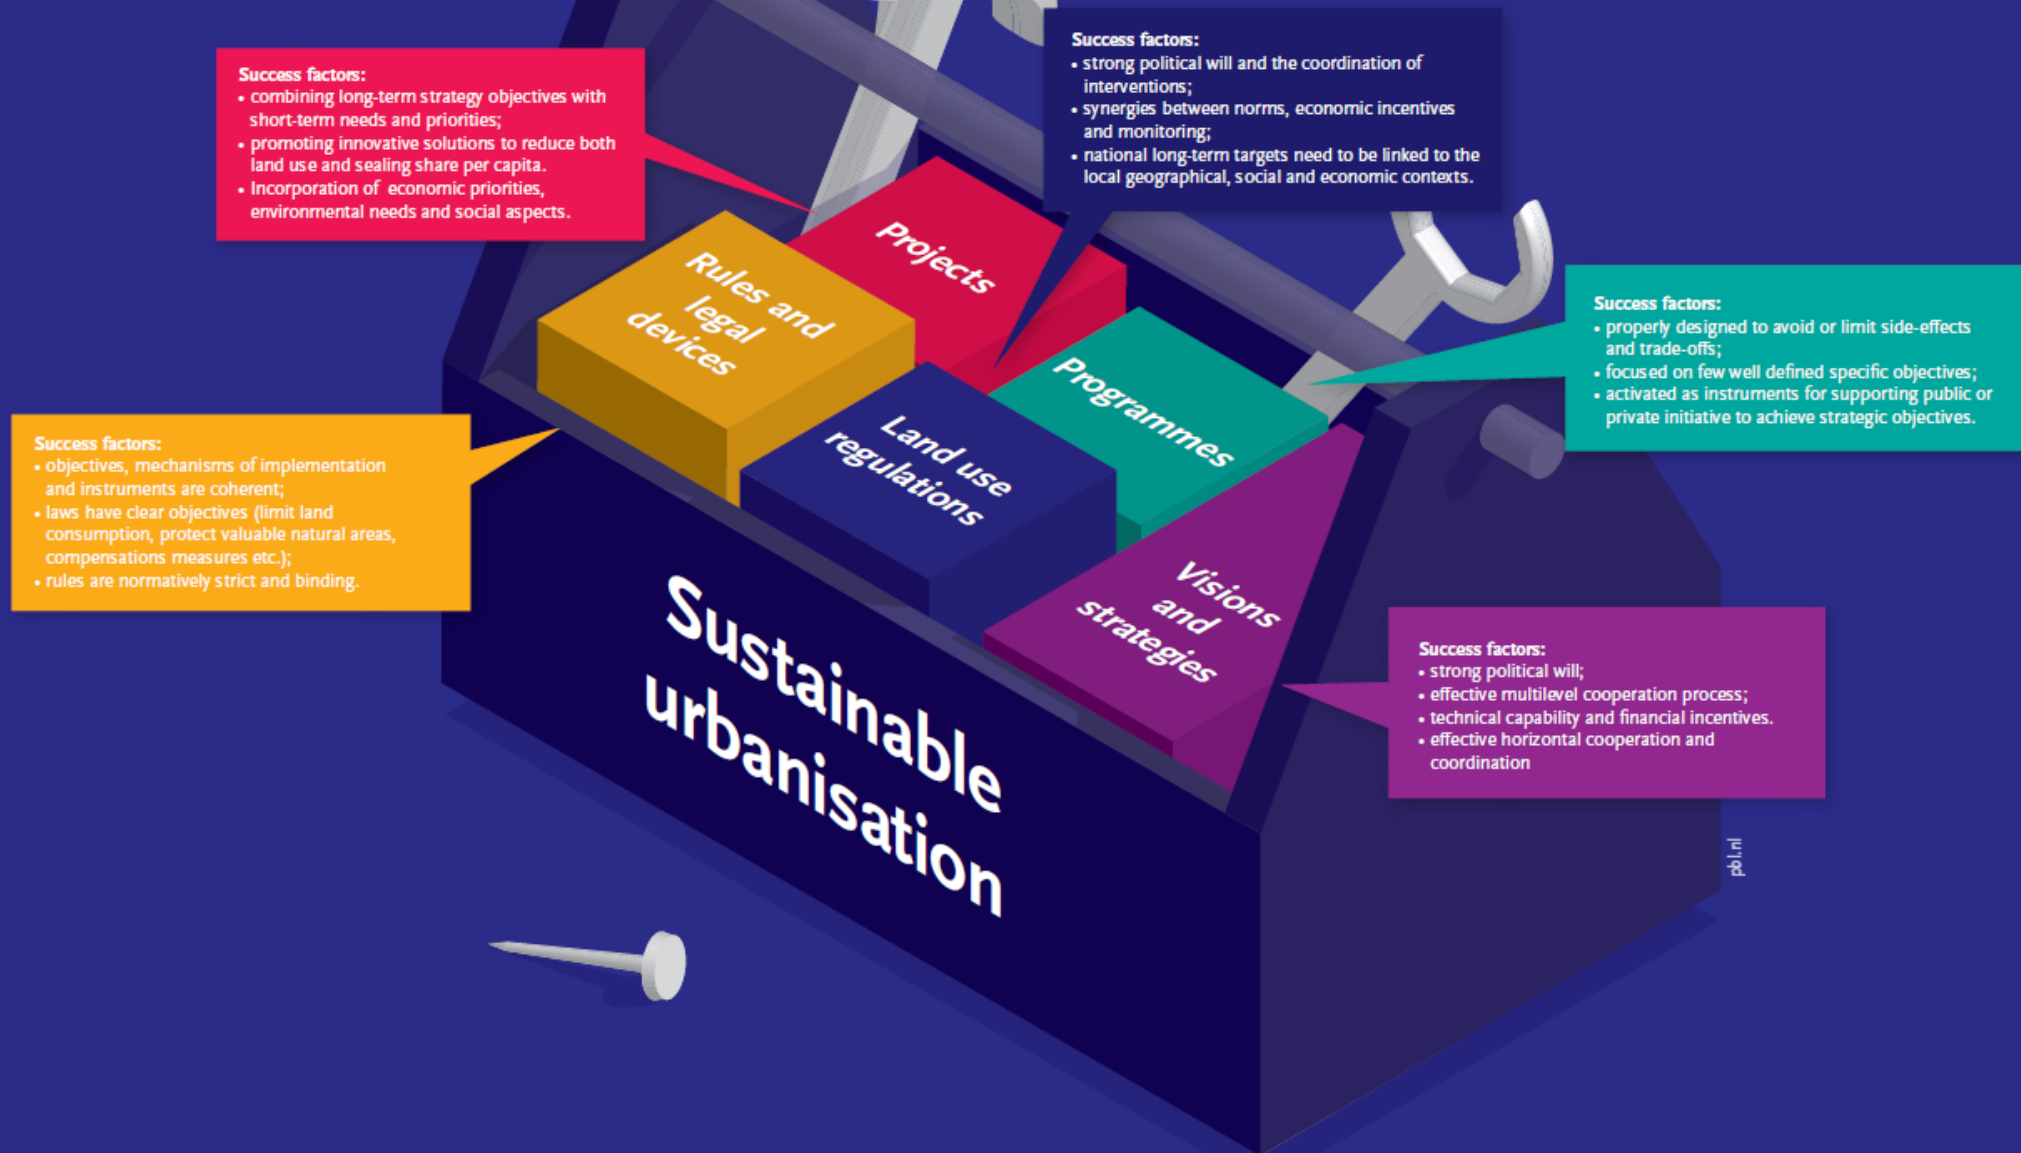 Success factors:
• combining long-term strategy objectives with
short-term needs and priorities;
• promoting innovative solutions to reduce both
land use and sealing share per capita.
• Incorporation of economic priorities,
environmental needs and social aspects.
Success factors:
• strong political will and the coordination of
interventions;
• synergies between norms, economic incentives
and monitoring;
• national long-term targets need to be linked to the
local geographical, social and economic contexts.
Projects
Rules and
legal
devices
Success factors:
• properly designed to avoid or limit side-effects
and trade-offs;
• focused on few well defined specific objectives;
• activated as instruments for supporting public or
private initiative to achieve strategic objectives.
Programmes
Land use
regulations
Success factors:
• objectives, mechanisms of implementation
and instruments are coherent;
• laws have clear objectives (limit land
consumption, protect valuable natural areas,
compensations measures etc.);
• rules are normatively strict and binding.
Visions
and
strategies
Success factors:
• strong political will;
• effective multilevel cooperation process;
• technical capability and financial incentives.
• effective horizontal cooperation and
coordination
Sustainable
urbanisation
pbl.nl